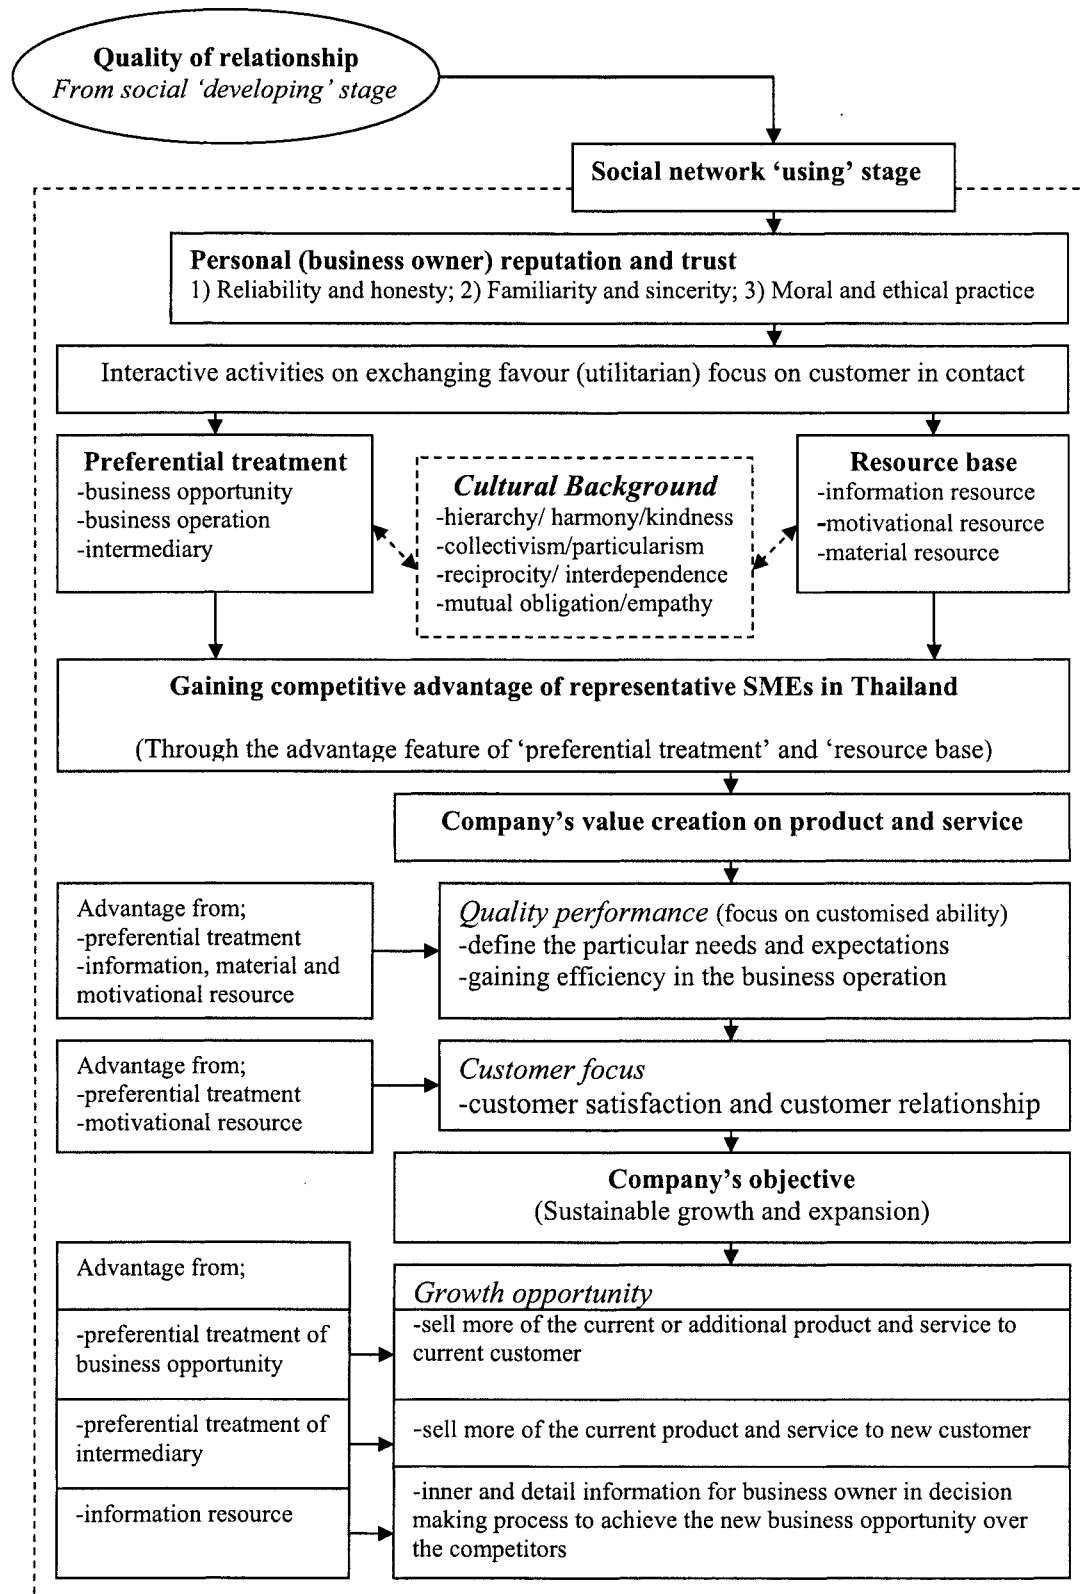 Quality of relationship
From social ‘developing’ stage
Social network ‘using’ stage
Personal (business owner) reputation and trust
1) Reliability and honesty; 2) Familiarity and sincerity; 3) Moral and ethical practice
Interactive activities on exchanging favour (utilitarian) focus on customer in contact
Preferential treatment
-business opportunity
-business operation
-intermediary
Cultural Background
-hierarchy/ harmony/kindness
-collectivism/particularism
-reciprocity/ interdependence
-mutual obligation/empathy
Resource base
-information resource
-motivational resource
-material resource
Gaining competitive advantage of representative SMEs in Thailand
(Through the advantage feature of ‘preferential treatment’ and ‘resource base)
Company’s value creation on product and service
Advantage from;
-preferential treatment
-information, material and
motivational resource
Quality performance (focus on customised ability)
-define the particular needs and expectations
-gaining efficiency in the business operation
Advantage from;
-preferential treatment
-motivational resource
Customer focus
-customer satisfaction and customer relationship
Company’s objective
(Sustainable growth and expansion)
Advantage from;
Growth opportunity
-preferential treatment of
business opportunity
-sell more of the current or additional product and service to
current customer
-preferential treatment of
intermediary
-sell more of the current product and service to new customer
-information resource
-inner and detail information for business owner in decision
making process to achieve the new business opportunity over
the competitors